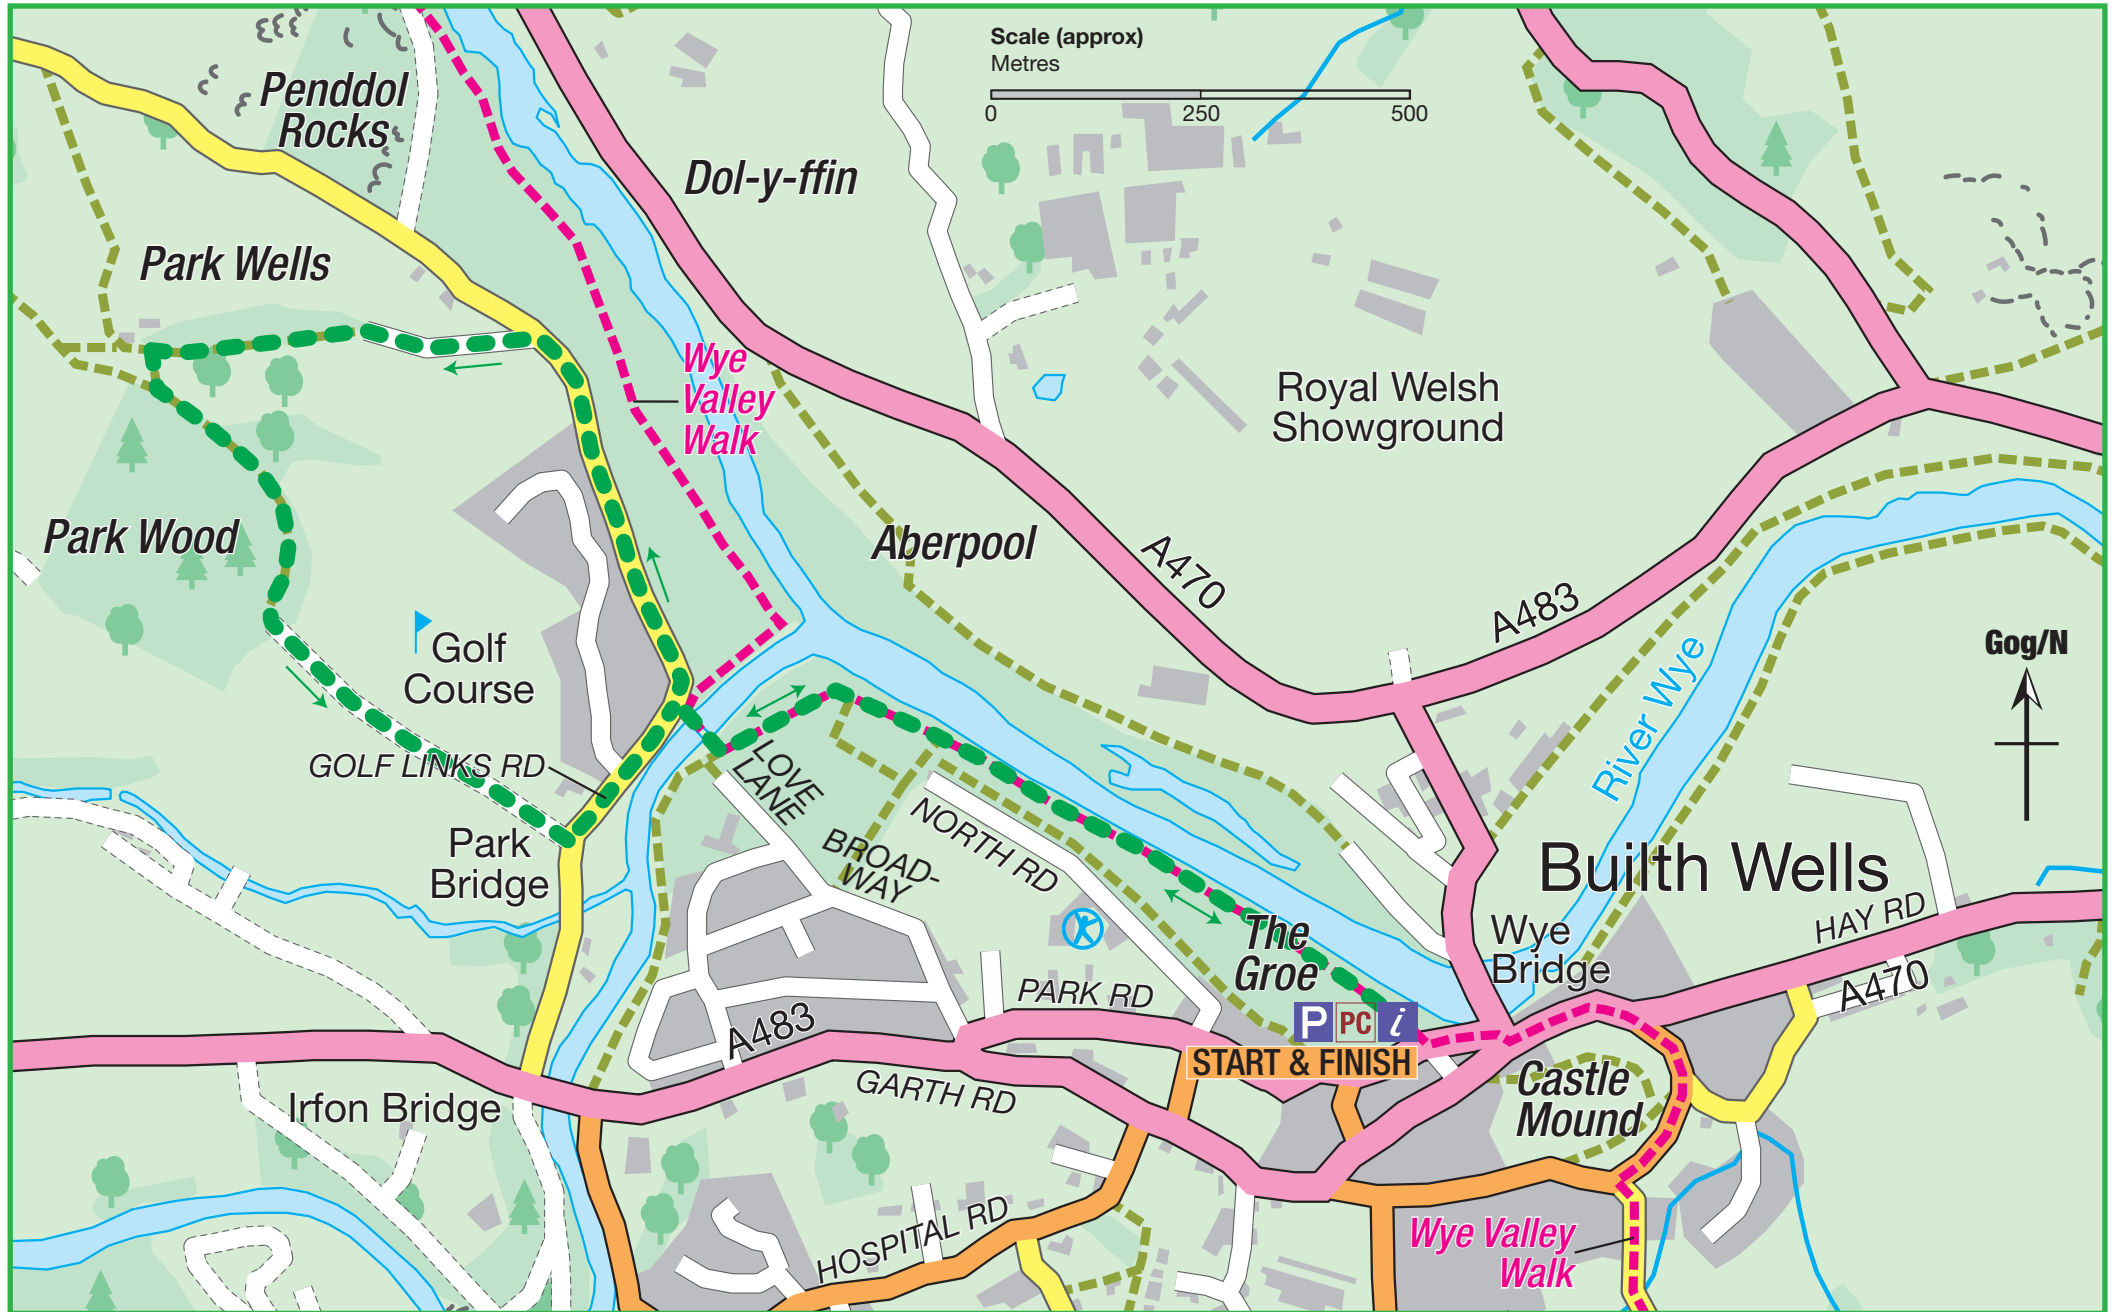 Scale (approx)
Metres
0 250 500
Penddol
Rocks
Dol-y-ffin
Park Wells
Wye
Valley
Walk
Royal Welsh
Showground
Park Wood
Aberpool
A470
A483
Golf
Course
River Wye
Gog/N
GOLF LINKS RD
LOVE
LANE
NORTH RD
BROAD-
WAY
Park
Bridge
Builth Wells
HAY RD
The
Groe
Wye
Bridge
PARK RD
A470
A483
P PC i
START & FINISH
GARTH RD
Castle
Mound
Irfon Bridge
HOSPITAL RD
Wye Valley
Walk